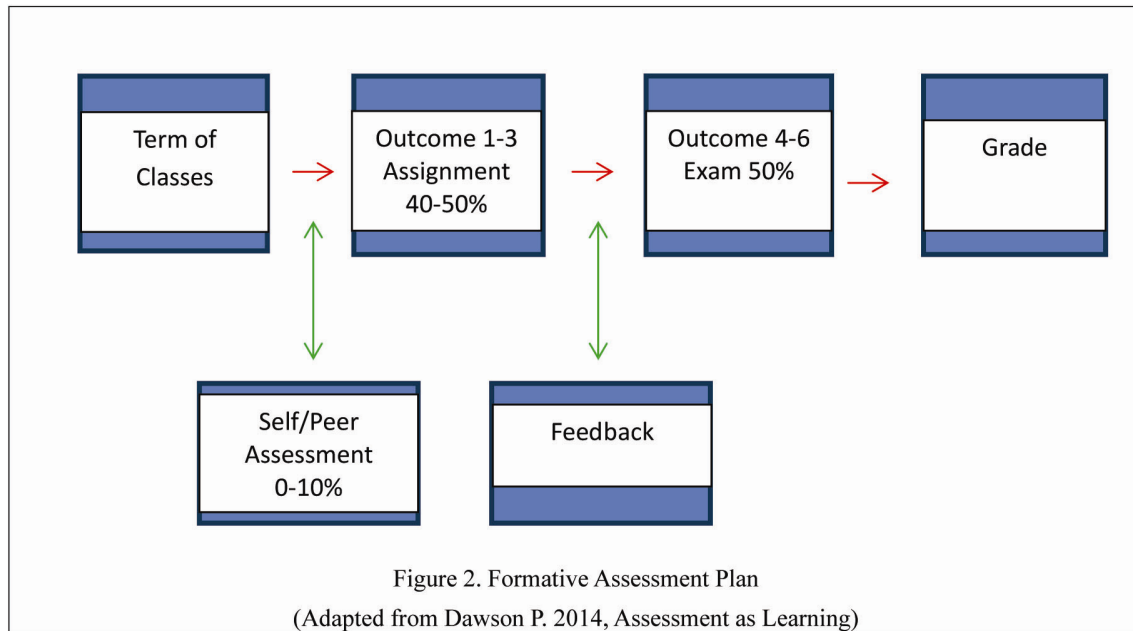 Term of
Classes
Outcome 1-3
Assignment
40-50%
Outcome 4-6
Exam 50%
Grade
Self/Peer
Assessment
0-10%
Feedback
Figure 2. Formative Assessment Plan
(Adapted from Dawson P. 2014, Assessment as Learning)